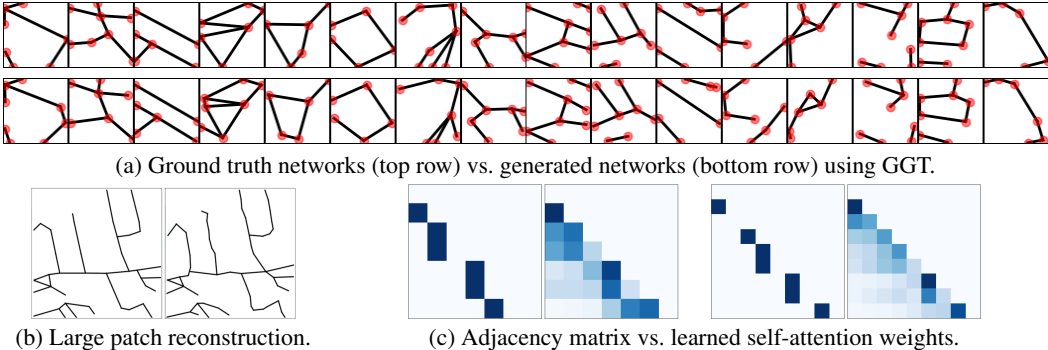 (a) Ground truth networks (top row) vs. generated networks (bottom row) using GGT.
(b) Large patch reconstruction.
(c) Adjacency matrix vs. learned self-attention weights.